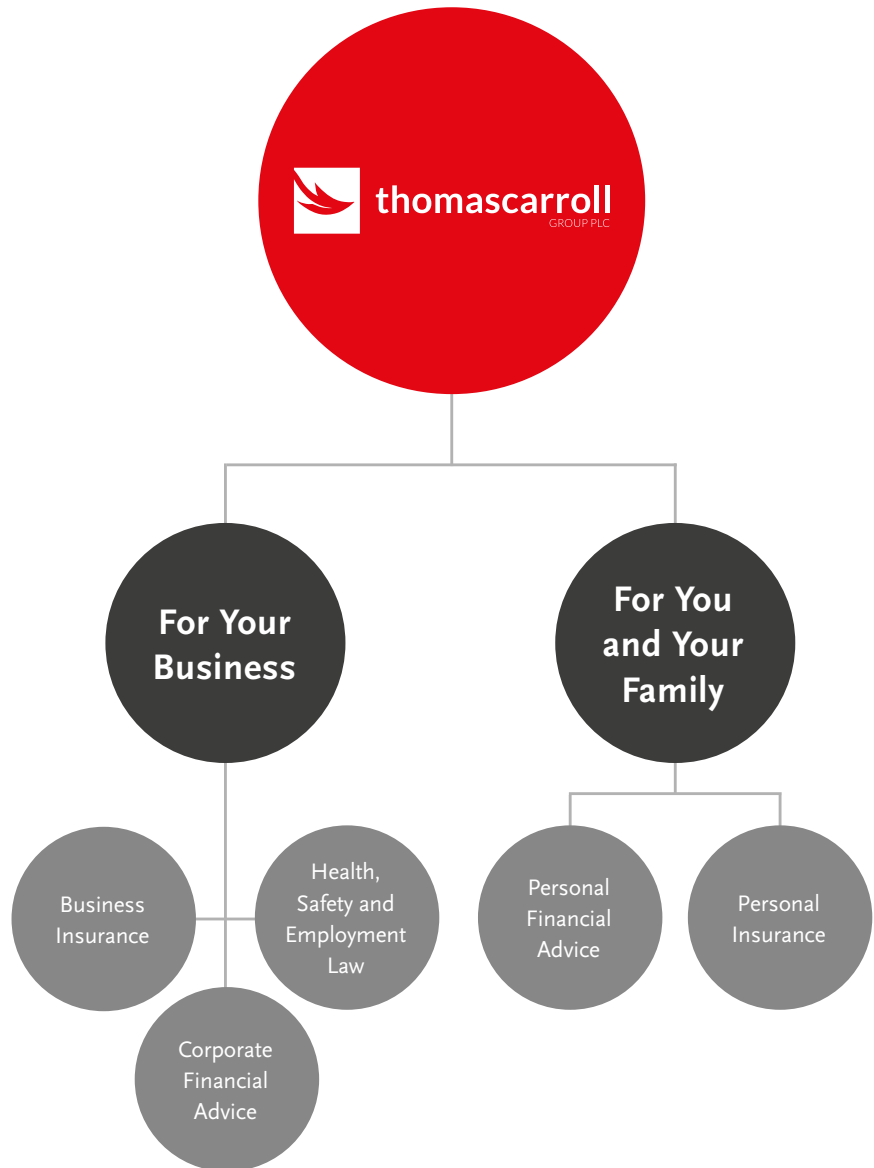 thomascarroll
GROUP PLC
For Your
Business
For You
and Your
Family
Business
Insurance
Health,
Safety and
Employment
Law
Corporate
Financial
Advice
Personal
Financial
Advice
Personal
Insurance